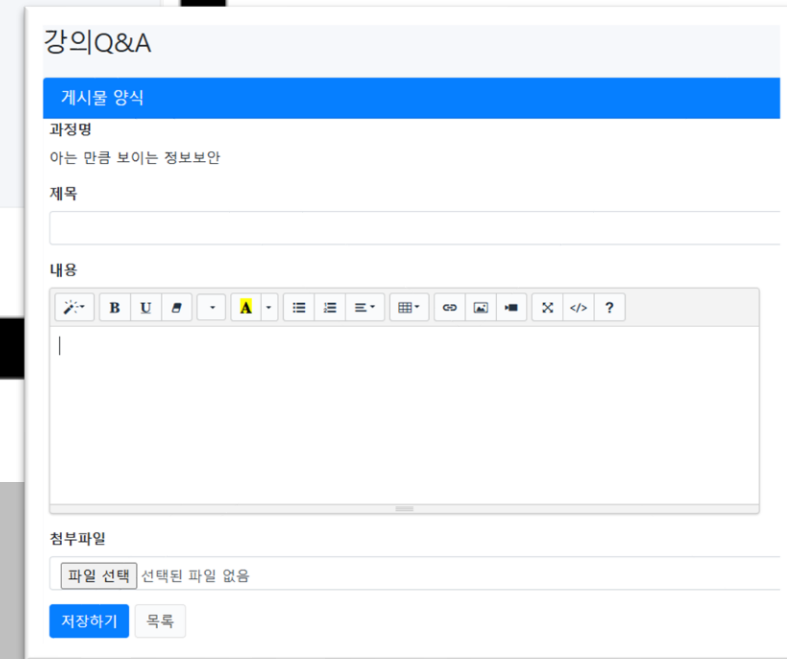 강의Q&A
게시물 양식
과정명
아는 만큼 보이는 정보보안
제목
내용
B U A </> ?
첨부파일
파일 선택 선택된 파일 없음
저장하기 목록